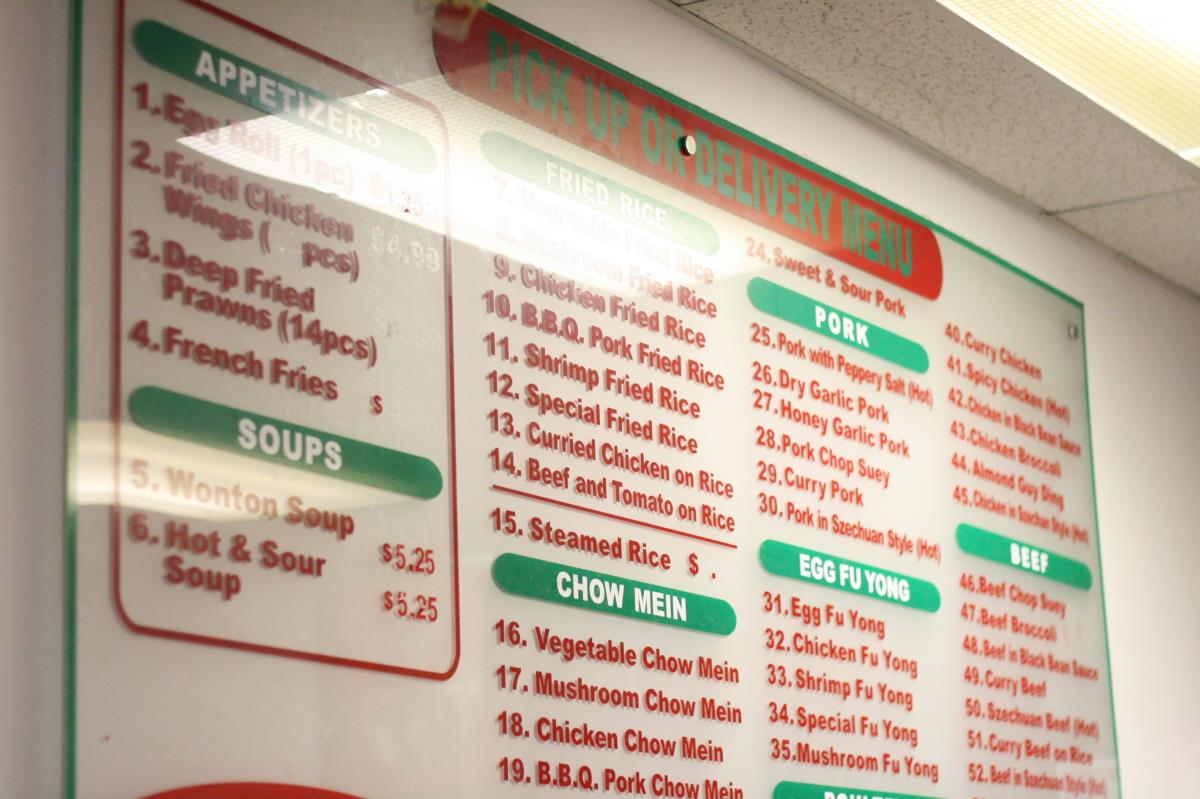 PICK UP OR DELIVERY MENU
APPETIZERS
1. Egg Roll (1pc) $1.25
2. Fried Chicken $4.99
Wings ( pcs)
3. Deep Fried
Prawns (14pcs)
4. French Fries $
SOUPS
5. Wonton Soup $5.25
6. Hot & Sour
Soup $5.25
FRIED RICE
7. Vegetable Fried Rice
8. Mushroom Fried Rice
9. Chicken Fried Rice
10. B.B.Q. Pork Fried Rice
11. Shrimp Fried Rice
12. Special Fried Rice
13. Curried Chicken on Rice
14. Beef and Tomato on Rice
15. Steamed Rice $ .
CHOW MEIN
16. Vegetable Chow Mein
17. Mushroom Chow Mein
18. Chicken Chow Mein
19. B.B.Q. Pork Chow Mein
24. Sweet & Sour Pork
PORK
25. Pork with Peppery Salt (Hot)
26. Dry Garlic Pork
27. Honey Garlic Pork
28. Pork Chop Suey
29. Curry Pork
30. Pork in Szechuan Style (Hot)
EGG FU YONG
31. Egg Fu Yong
32. Chicken Fu Yong
33. Shrimp Fu Yong
34. Special Fu Yong
35. Mushroom Fu Yong
40. Curry Chicken
41. Spicy Chicken (Hot)
42. Chicken in Black Bean Sauce
43. Chicken Broccoli
44. Almond Guy Ding
45. Chicken in Szechuan Style (Hot)
BEEF
46. Beef Chop Suey
47. Beef Broccoli
48. Beef in Black Bean Sauce
49. Curry Beef
50. Szechuan Beef (Hot)
51. Curry Beef on Rice
52. Beef in Szechuan Style (Hot)